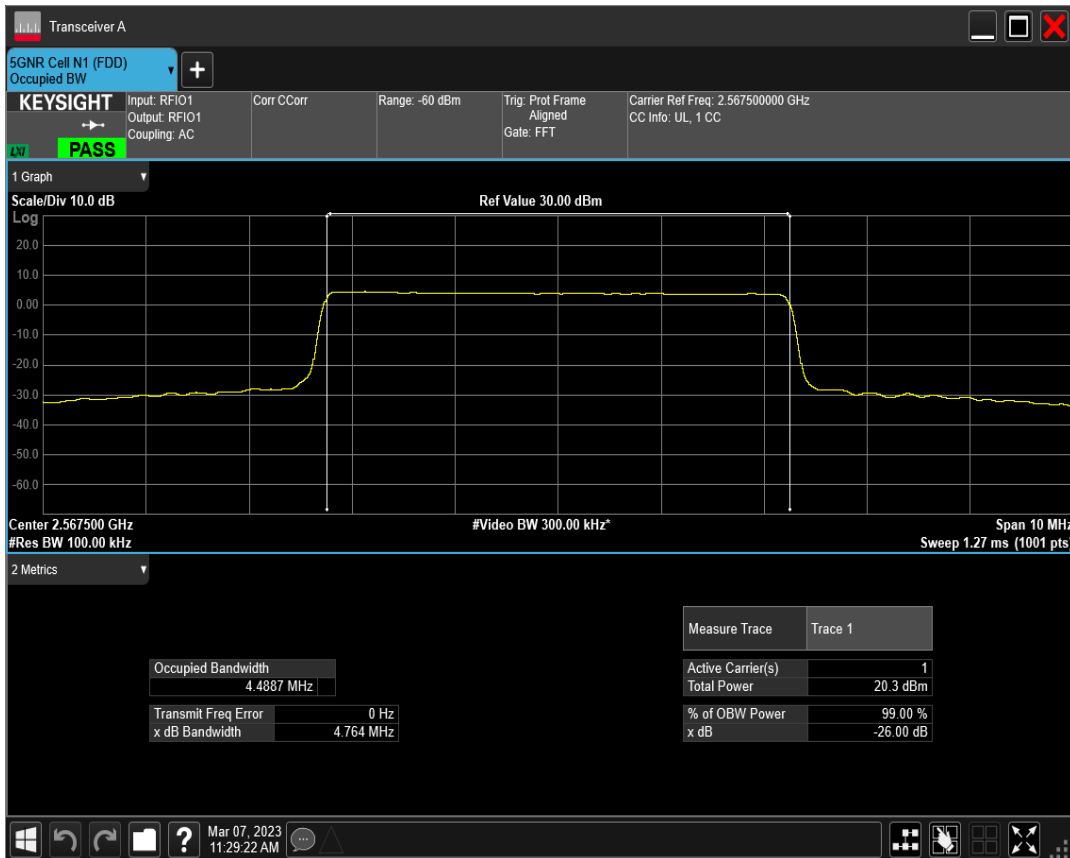 Transceiver A
5GNR Cell N1 (FDD)
Occupied BW
+
KEYSIGHT
LXI
PASS
Input: RFIO1
Output: RFIO1
Coupling: AC
Corr CCorr
Range: -60 dBm
Trig: Prot Frame
Aligned
Gate: FFT
Carrier Ref Freq: 2.567500000 GHz
CC Info: UL, 1 CC
1 Graph
Scale/Div 10.0 dB
Ref Value 30.00 dBm
Log
20.0
10.0
0.00
-10.0
-20.0
-30.0
-40.0
-50.0
-60.0
Center 2.567500 GHz
#Video BW 300.00 kHz*
Span 10 MHz
#Res BW 100.00 kHz
Sweep 1.27 ms (1001 pts)
2 Metrics
Measure Trace Trace 1
Occupied Bandwidth
4.4887 MHz
Active Carrier(s) 1
Total Power 20.3 dBm
Transmit Freq Error 0 Hz
x dB Bandwidth 4.764 MHz
% of OBW Power 99.00 %
x dB -26.00 dB
?
Mar 07, 2023
11:29:22 AM